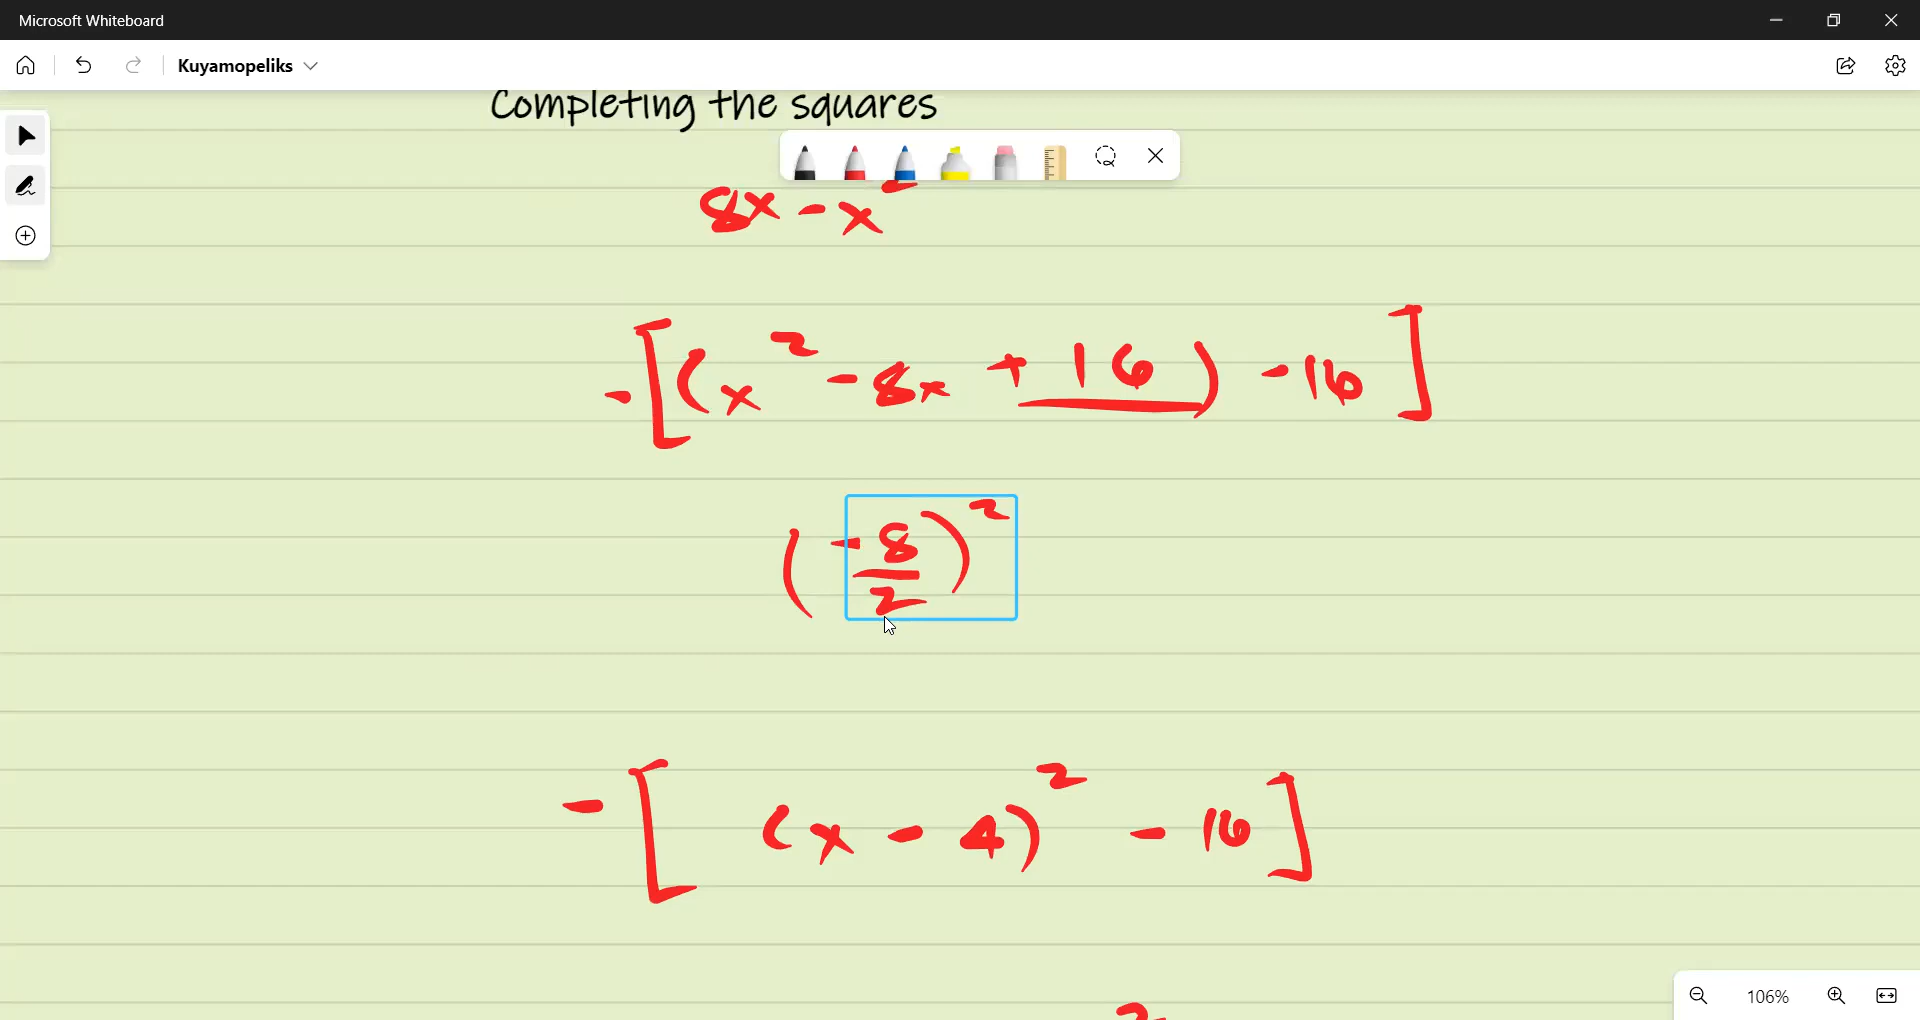 Microsoft Whiteboard
Kuyamopeliks
Completing the squares
8x - x²
- [(x² - 8x + 16) - 16]
(-8/2)²
- [(x - 4)² - 16]
2
106%